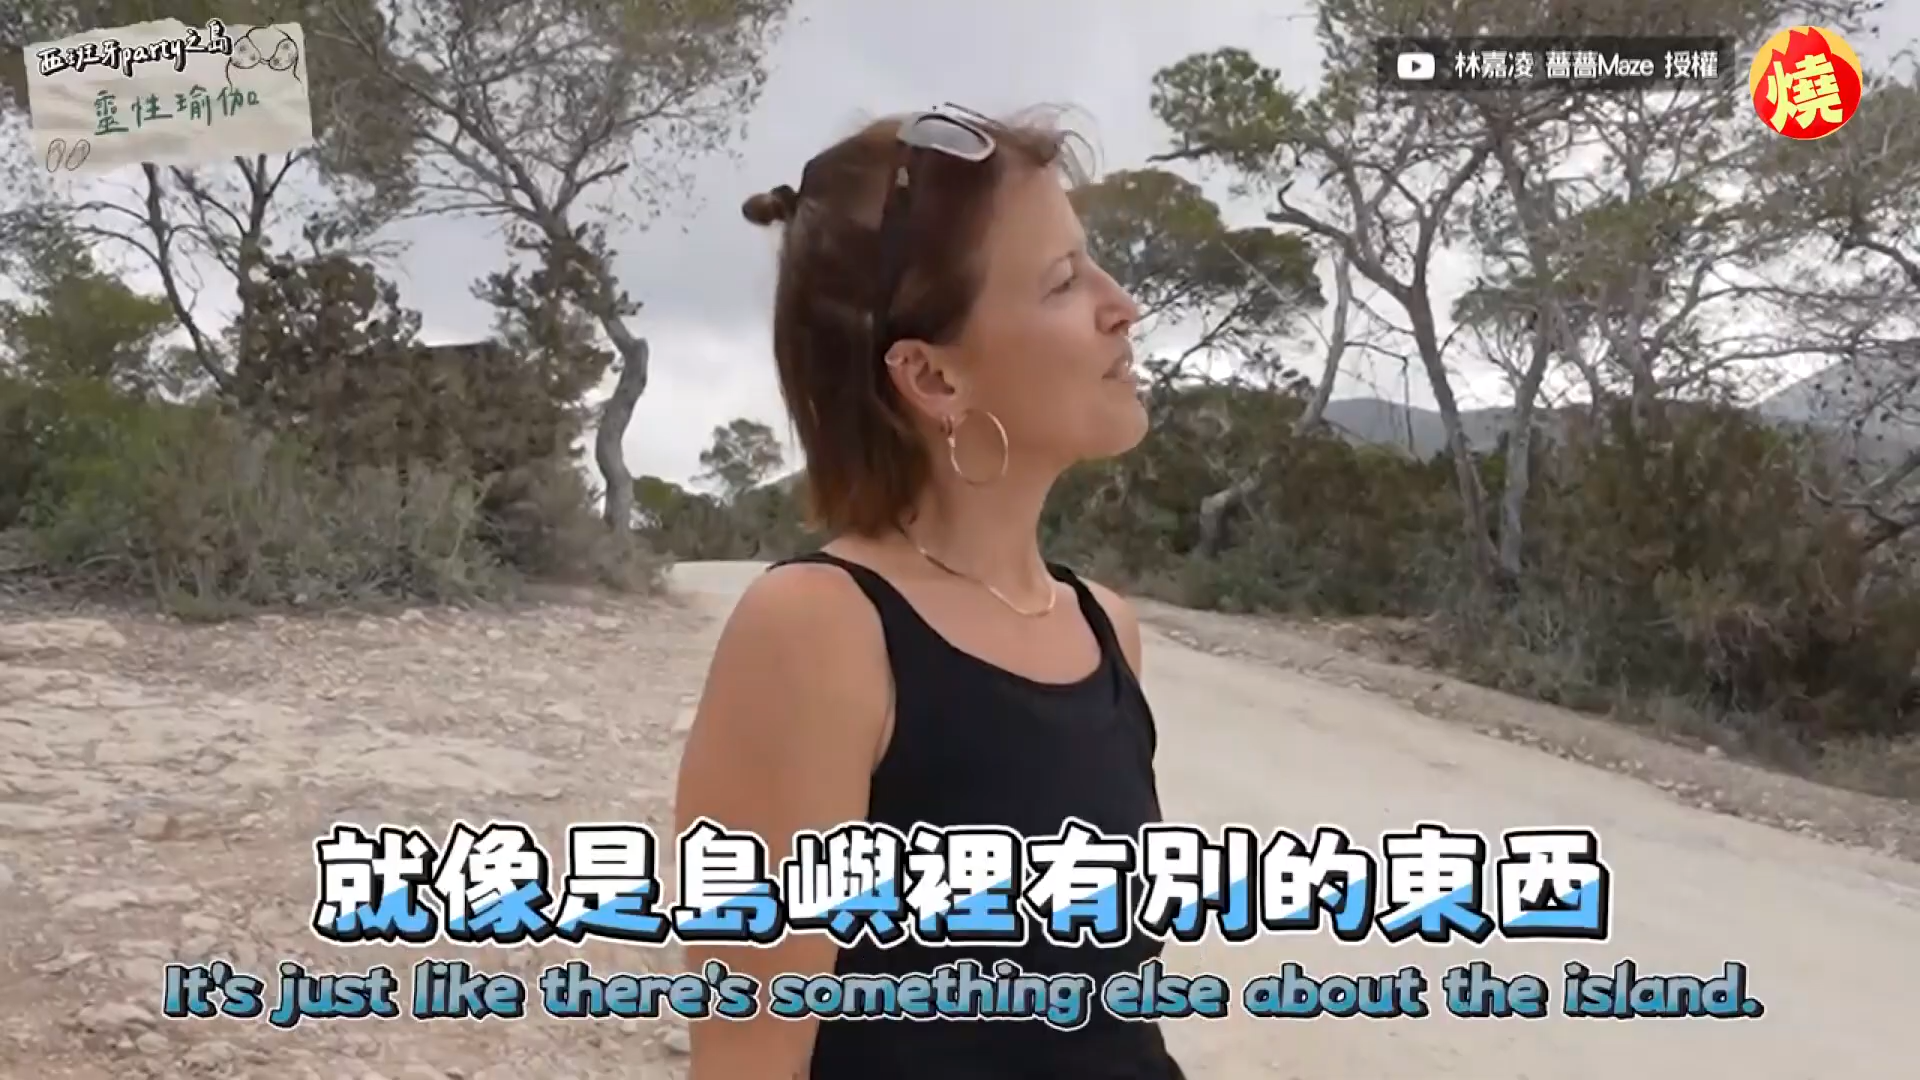 西班牙party之島
靈性瑜伽
林嘉凌 薔薔Maze 授權
燒
就像是島嶼裡有別的東西
It's just like there's something else about the island.